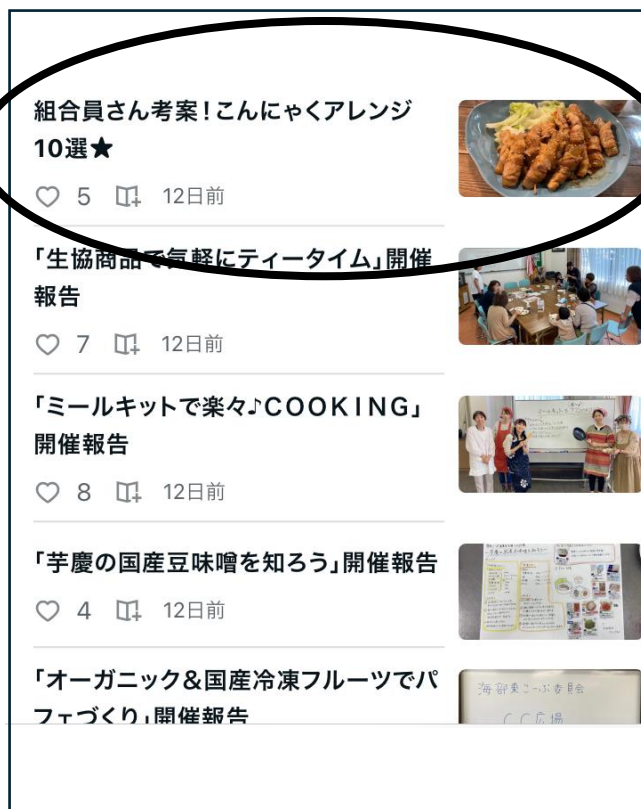 組合員さん考案!こんにゃくアレンジ
10選★
5 12日前
「生協商品で気軽にティータイム」開催
報告
7 12日前
「ミールキットで楽々♪COOKING」
開催報告
8 12日前
「芋慶の国産豆味噌を知ろう」開催報告
4 12日前
「オーガニック&国産冷凍フルーツでパ
フェづくり」開催報告
海部東こーぷ委員会
CC広場